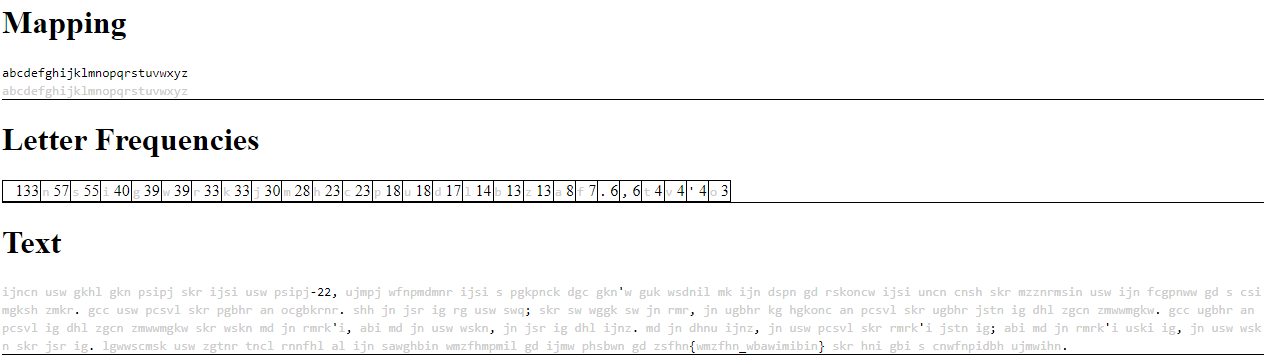 Mapping
abcdefghijklmnopqrstuvwxyz
abcdefghijklmnopqrstuvwxyz
Letter Frequencies
133 n 57 s 55 i 40 g 39 w 39 r 33 k 33 j 30 m 28 h 23 c 23 p 18 u 18 d 17 l 14 b 13 z 13 a 8 f 7 . 6 , 6 t 4 v 4 ' 4 o 3
Text
ijncn usw gkhl gkn psipj skr ijsi usw psipj-22, ujmpj wfnpmdmnr ijsi s pgkpnck dgc gkn'w guk wsdnil mk ijn dspn gd rskoncw ijsi uncn cnsh skr mzznrmsin usw ijn fcgpnww gd s csi
mgksh zmkr. gcc usw pcsvl skr pgbhr an ocgbkrnr. shh jn jsr ig rg usw swq; skr sw wggk sw jn rmr, jn ugbhr kg hgkonc an pcsvl skr ugbhr jstn ig dhl zgcn zmwwmgkw. gcc ugbhr an
pcsvl ig dhl zgcn zmwwmgkw skr wskn md jn rmrk'i, abi md jn usw wskn, jn jsr ig dhl ijnz. md jn dhnu ijnz, jn usw pcsvl skr rmrk'i jstn ig; abi md jn rmrk'i uski ig, jn usw wsk
n skr jsr ig. lgwwscmsk usw zgtnr tncl rnnfhl al ijn sawghbin wmzfhmpmil gd ijmw phsbwn gd zsfhn{wmzfhn_wbawimibin} skr hni gbi s cnwfnpidbh ujmwihn.